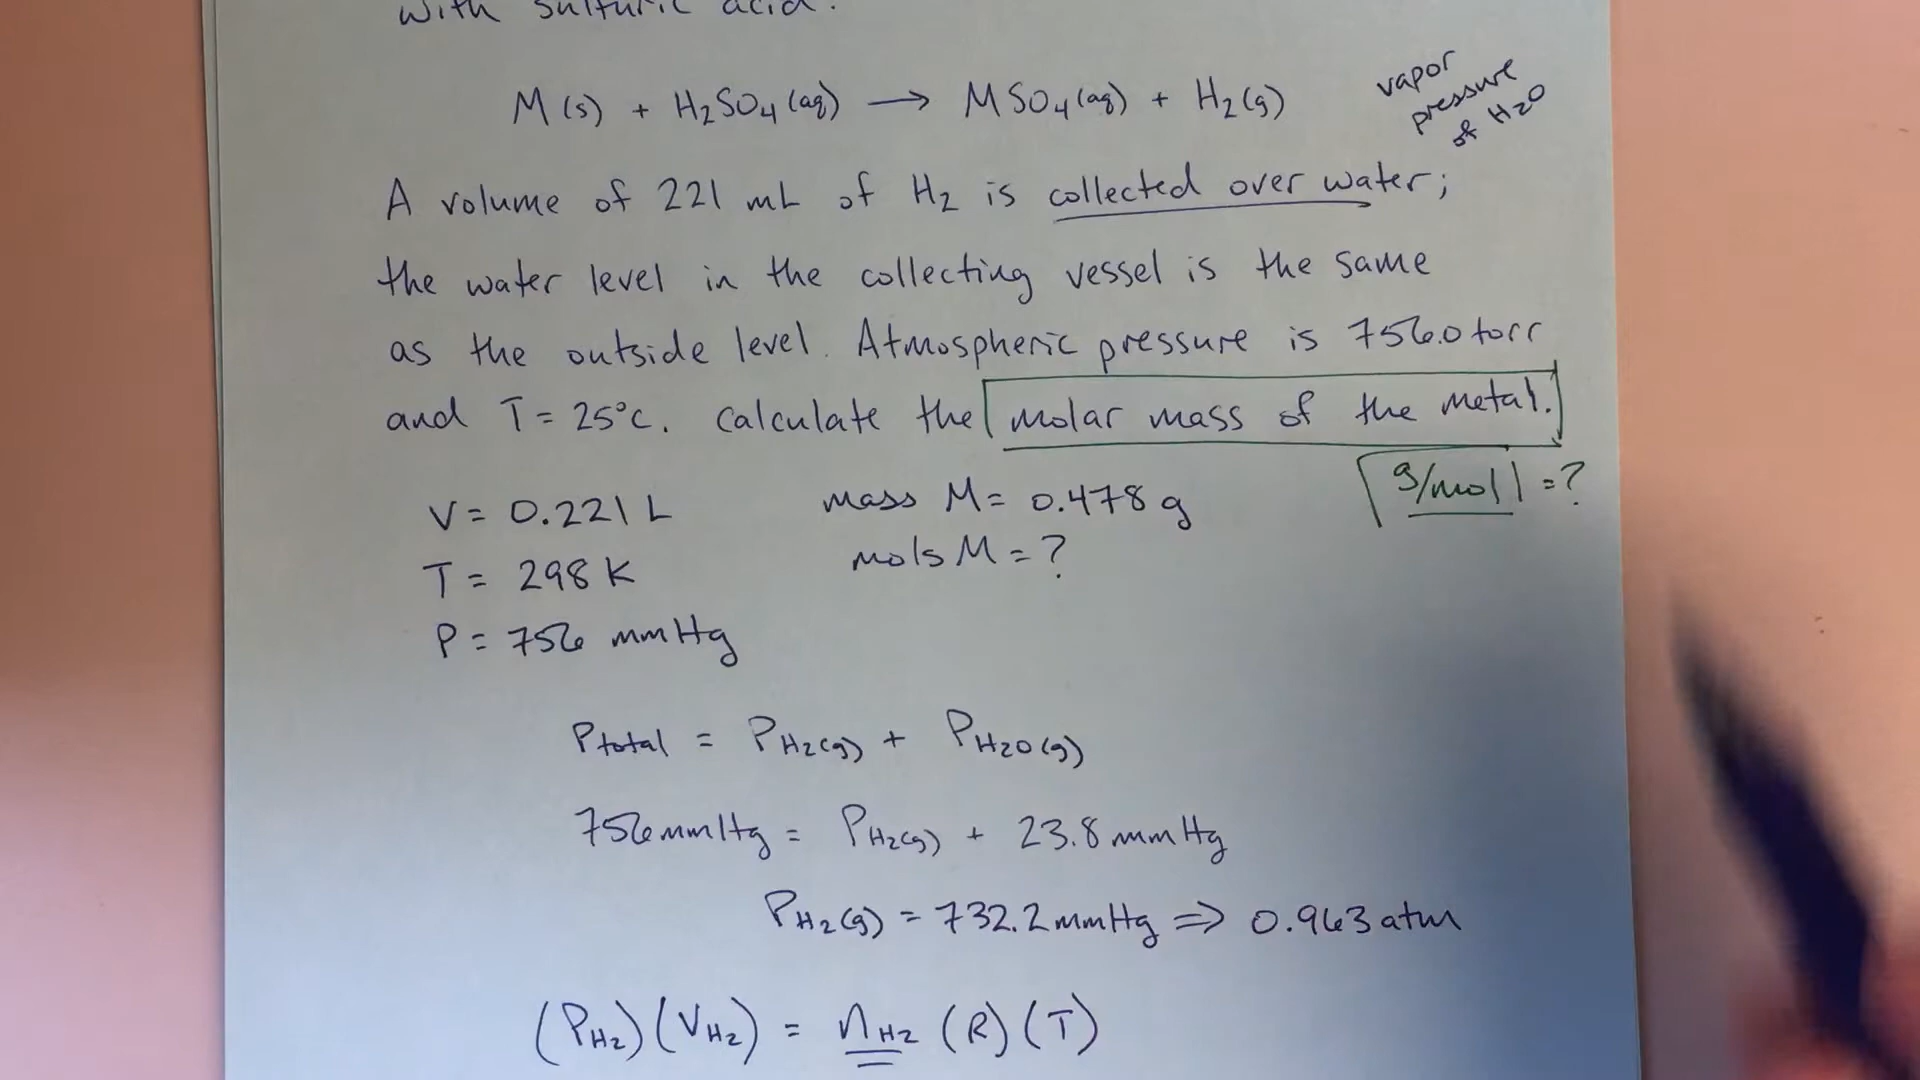 with sulfuric acid.
M(s) + H₂SO₄(aq) → MSO₄(aq) + H₂(g)
vapor
pressure
of H₂O
A volume of 221 mL of H₂ is collected over water;
the water level in the collecting vessel is the same
as the outside level. Atmospheric pressure is 756.0 torr
and T = 25°C. Calculate the molar mass of the metal.
g/mol = ?
V = 0.221 L
mass M = 0.478 g
T = 298 K
mols M = ?
P = 756 mmHg
Ptotal = PH₂(g) + PH₂O(g)
756 mmHg = PH₂(g) + 23.8 mmHg
PH₂(g) = 732.2 mmHg ⇒ 0.963 atm
(PH₂)(VH₂) = nH₂ (R)(T)